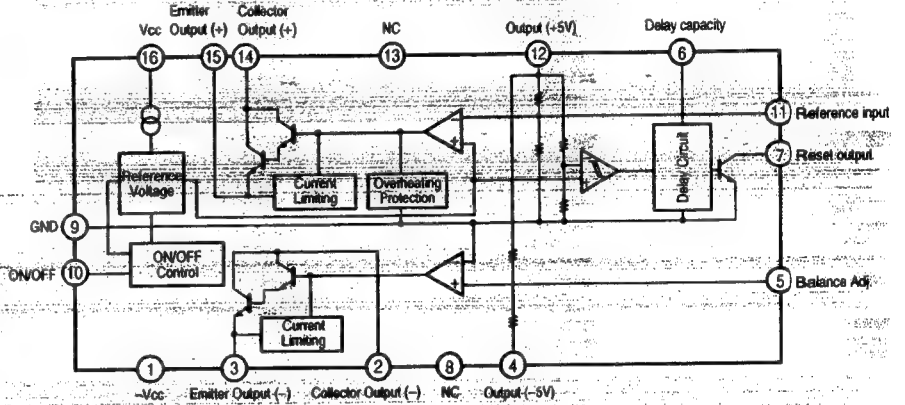 Emitter Collector
Vcc Output (+) Output (+) NC Output (+5V) Delay capacity
16 15 14 13 12 6
11 Reference input
7 Reset output
Reference
Voltage
Current
Limiting
Overheating
Protection
Delay Circuit
GND 9
ON/OFF 10
ON/OFF
Control
5 Balance Adj.
Current
Limiting
1 3 2 8 4
-Vcc Emitter Output (-) Collector Output (-) NC Output (-5V)